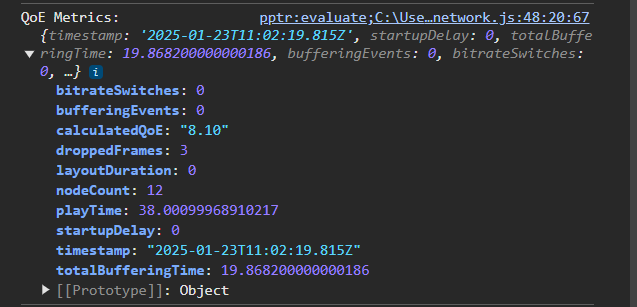 QoE Metrics: pptr:evaluate;C:\Use…network.js:48:20:67
{timestamp: '2025-01-23T11:02:19.815Z', startupDelay: 0, totalBuffe
ringTime: 19.868200000000186, bufferingEvents: 0, bitrateSwitches:
0, …} i
bitrateSwitches: 0
bufferingEvents: 0
calculatedQoE: "8.10"
droppedFrames: 3
layoutDuration: 0
nodeCount: 12
playTime: 38.00099968910217
startupDelay: 0
timestamp: "2025-01-23T11:02:19.815Z"
totalBufferingTime: 19.868200000000186
[[Prototype]]: Object